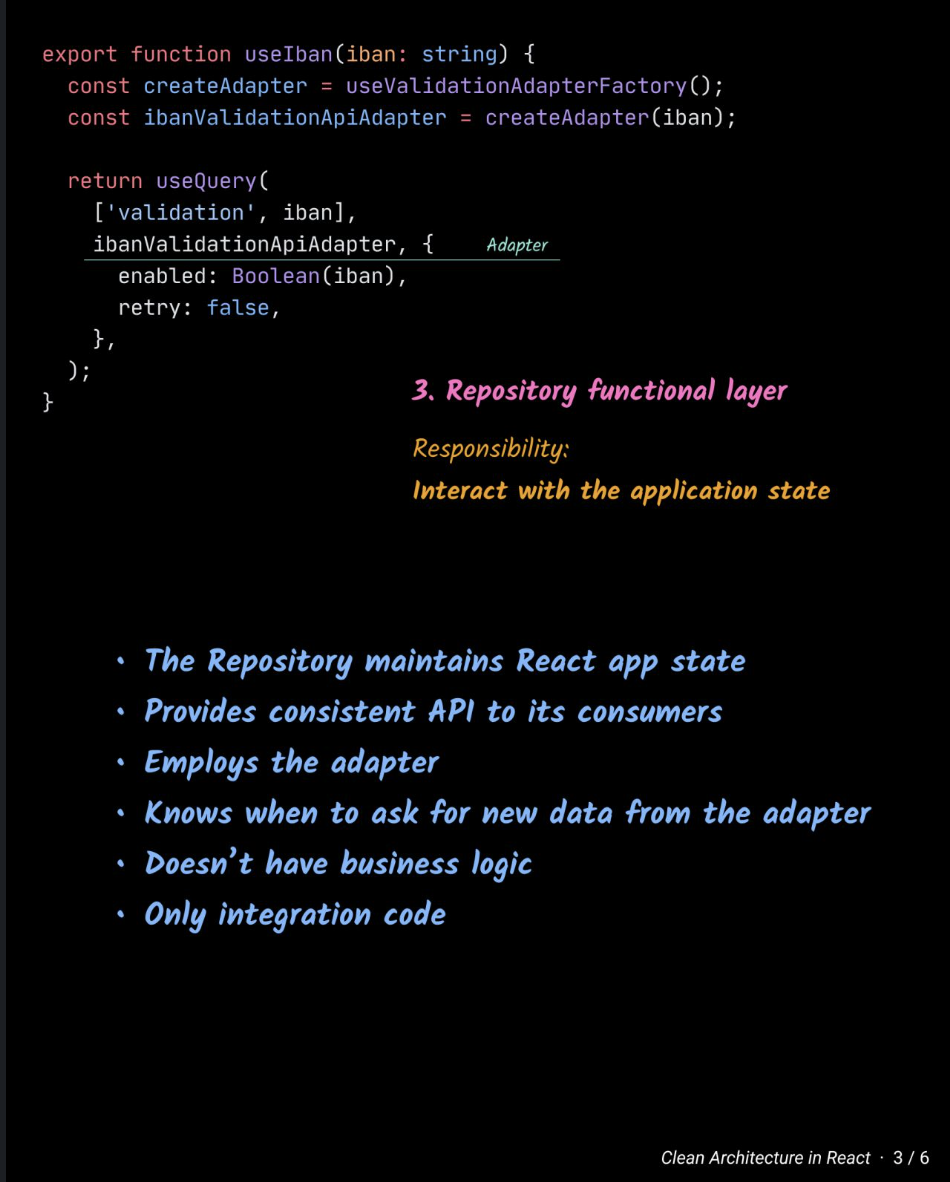 export function useIban(iban: string) {
  const createAdapter = useValidationAdapterFactory();
  const ibanValidationApiAdapter = createAdapter(iban);

  return useQuery(
    ['validation', iban],
    ibanValidationApiAdapter, { Adapter
      enabled: Boolean(iban),
      retry: false,
    },
  );
}
3. Repository functional layer
Responsibility:
Interact with the application state
• The Repository maintains React app state
• Provides consistent API to its consumers
• Employs the adapter
• Knows when to ask for new data from the adapter
• Doesn't have business logic
• Only integration code
Clean Architecture in React · 3 / 6